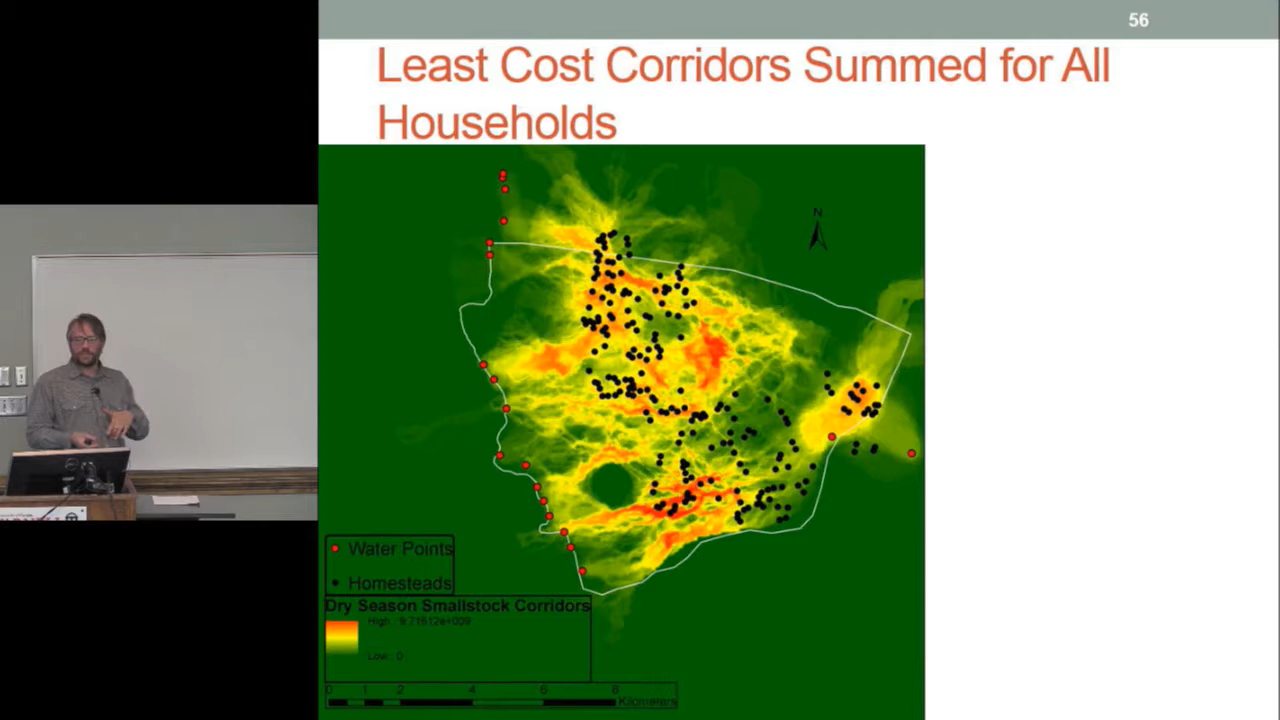 56
Least Cost Corridors Summed for All
Households
N
Water Points
Homesteads
Dry Season Smallstock Corridors
High : 9.71612e+009
Low : 0
0 1 2 4 6 8
Kilometers